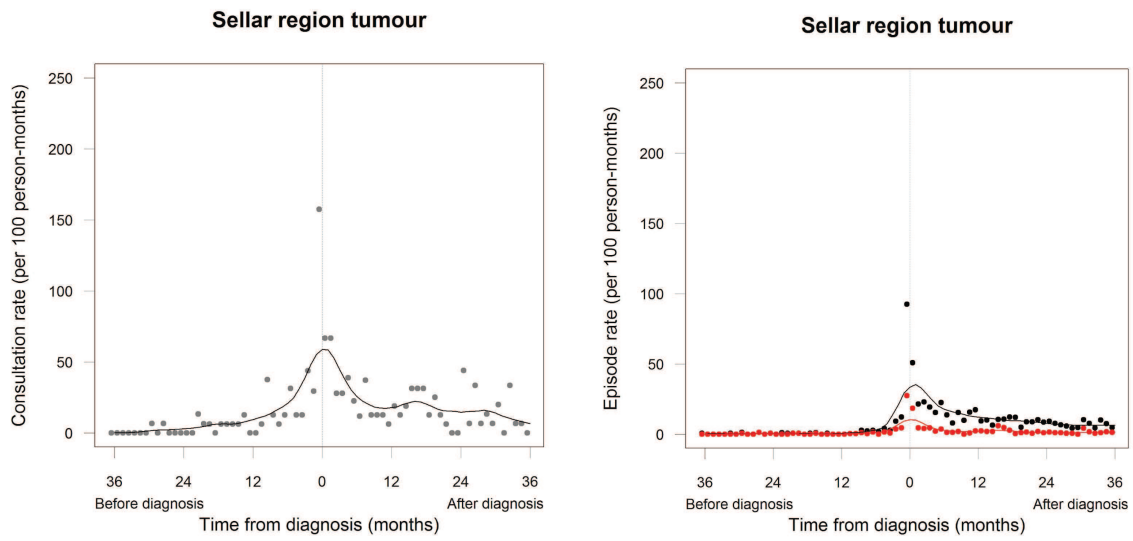 Sellar region tumour
Consultation rate (per 100 person-months)
250
200
150
100
50
0
36
24
12
0
12
24
36
Before diagnosis
After diagnosis
Time from diagnosis (months)
Sellar region tumour
Episode rate (per 100 person-months)
250
200
150
100
50
0
36
24
12
0
12
24
36
Before diagnosis
After diagnosis
Time from diagnosis (months)